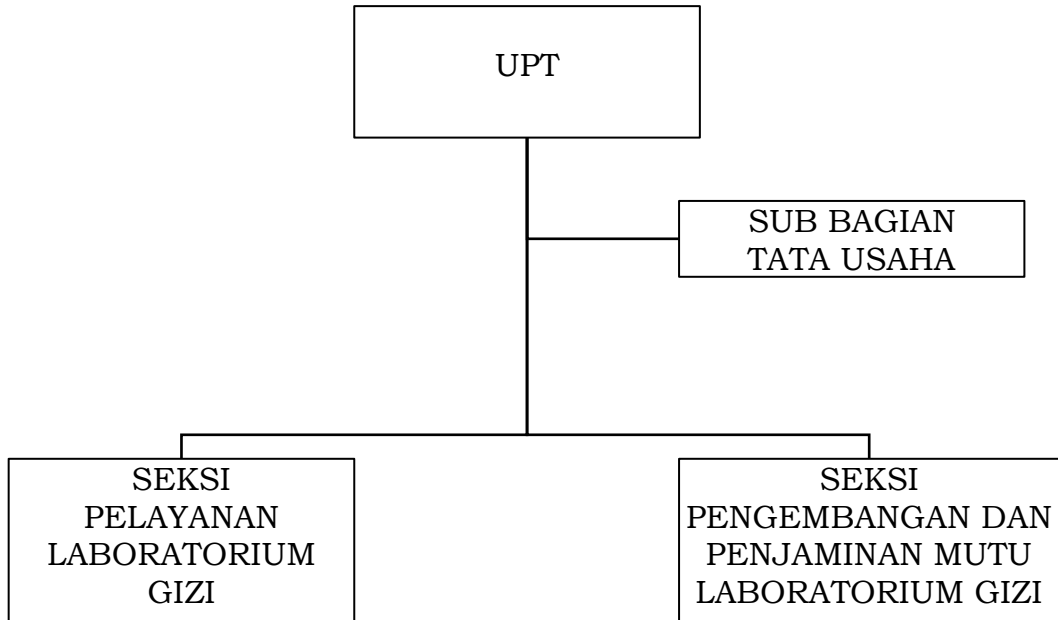 UPT
SUB BAGIAN
TATA USAHA
SEKSI
PELAYANAN
LABORATORIUM
GIZI
SEKSI
PENGEMBANGAN DAN
PENJAMINAN MUTU
LABORATORIUM GIZI